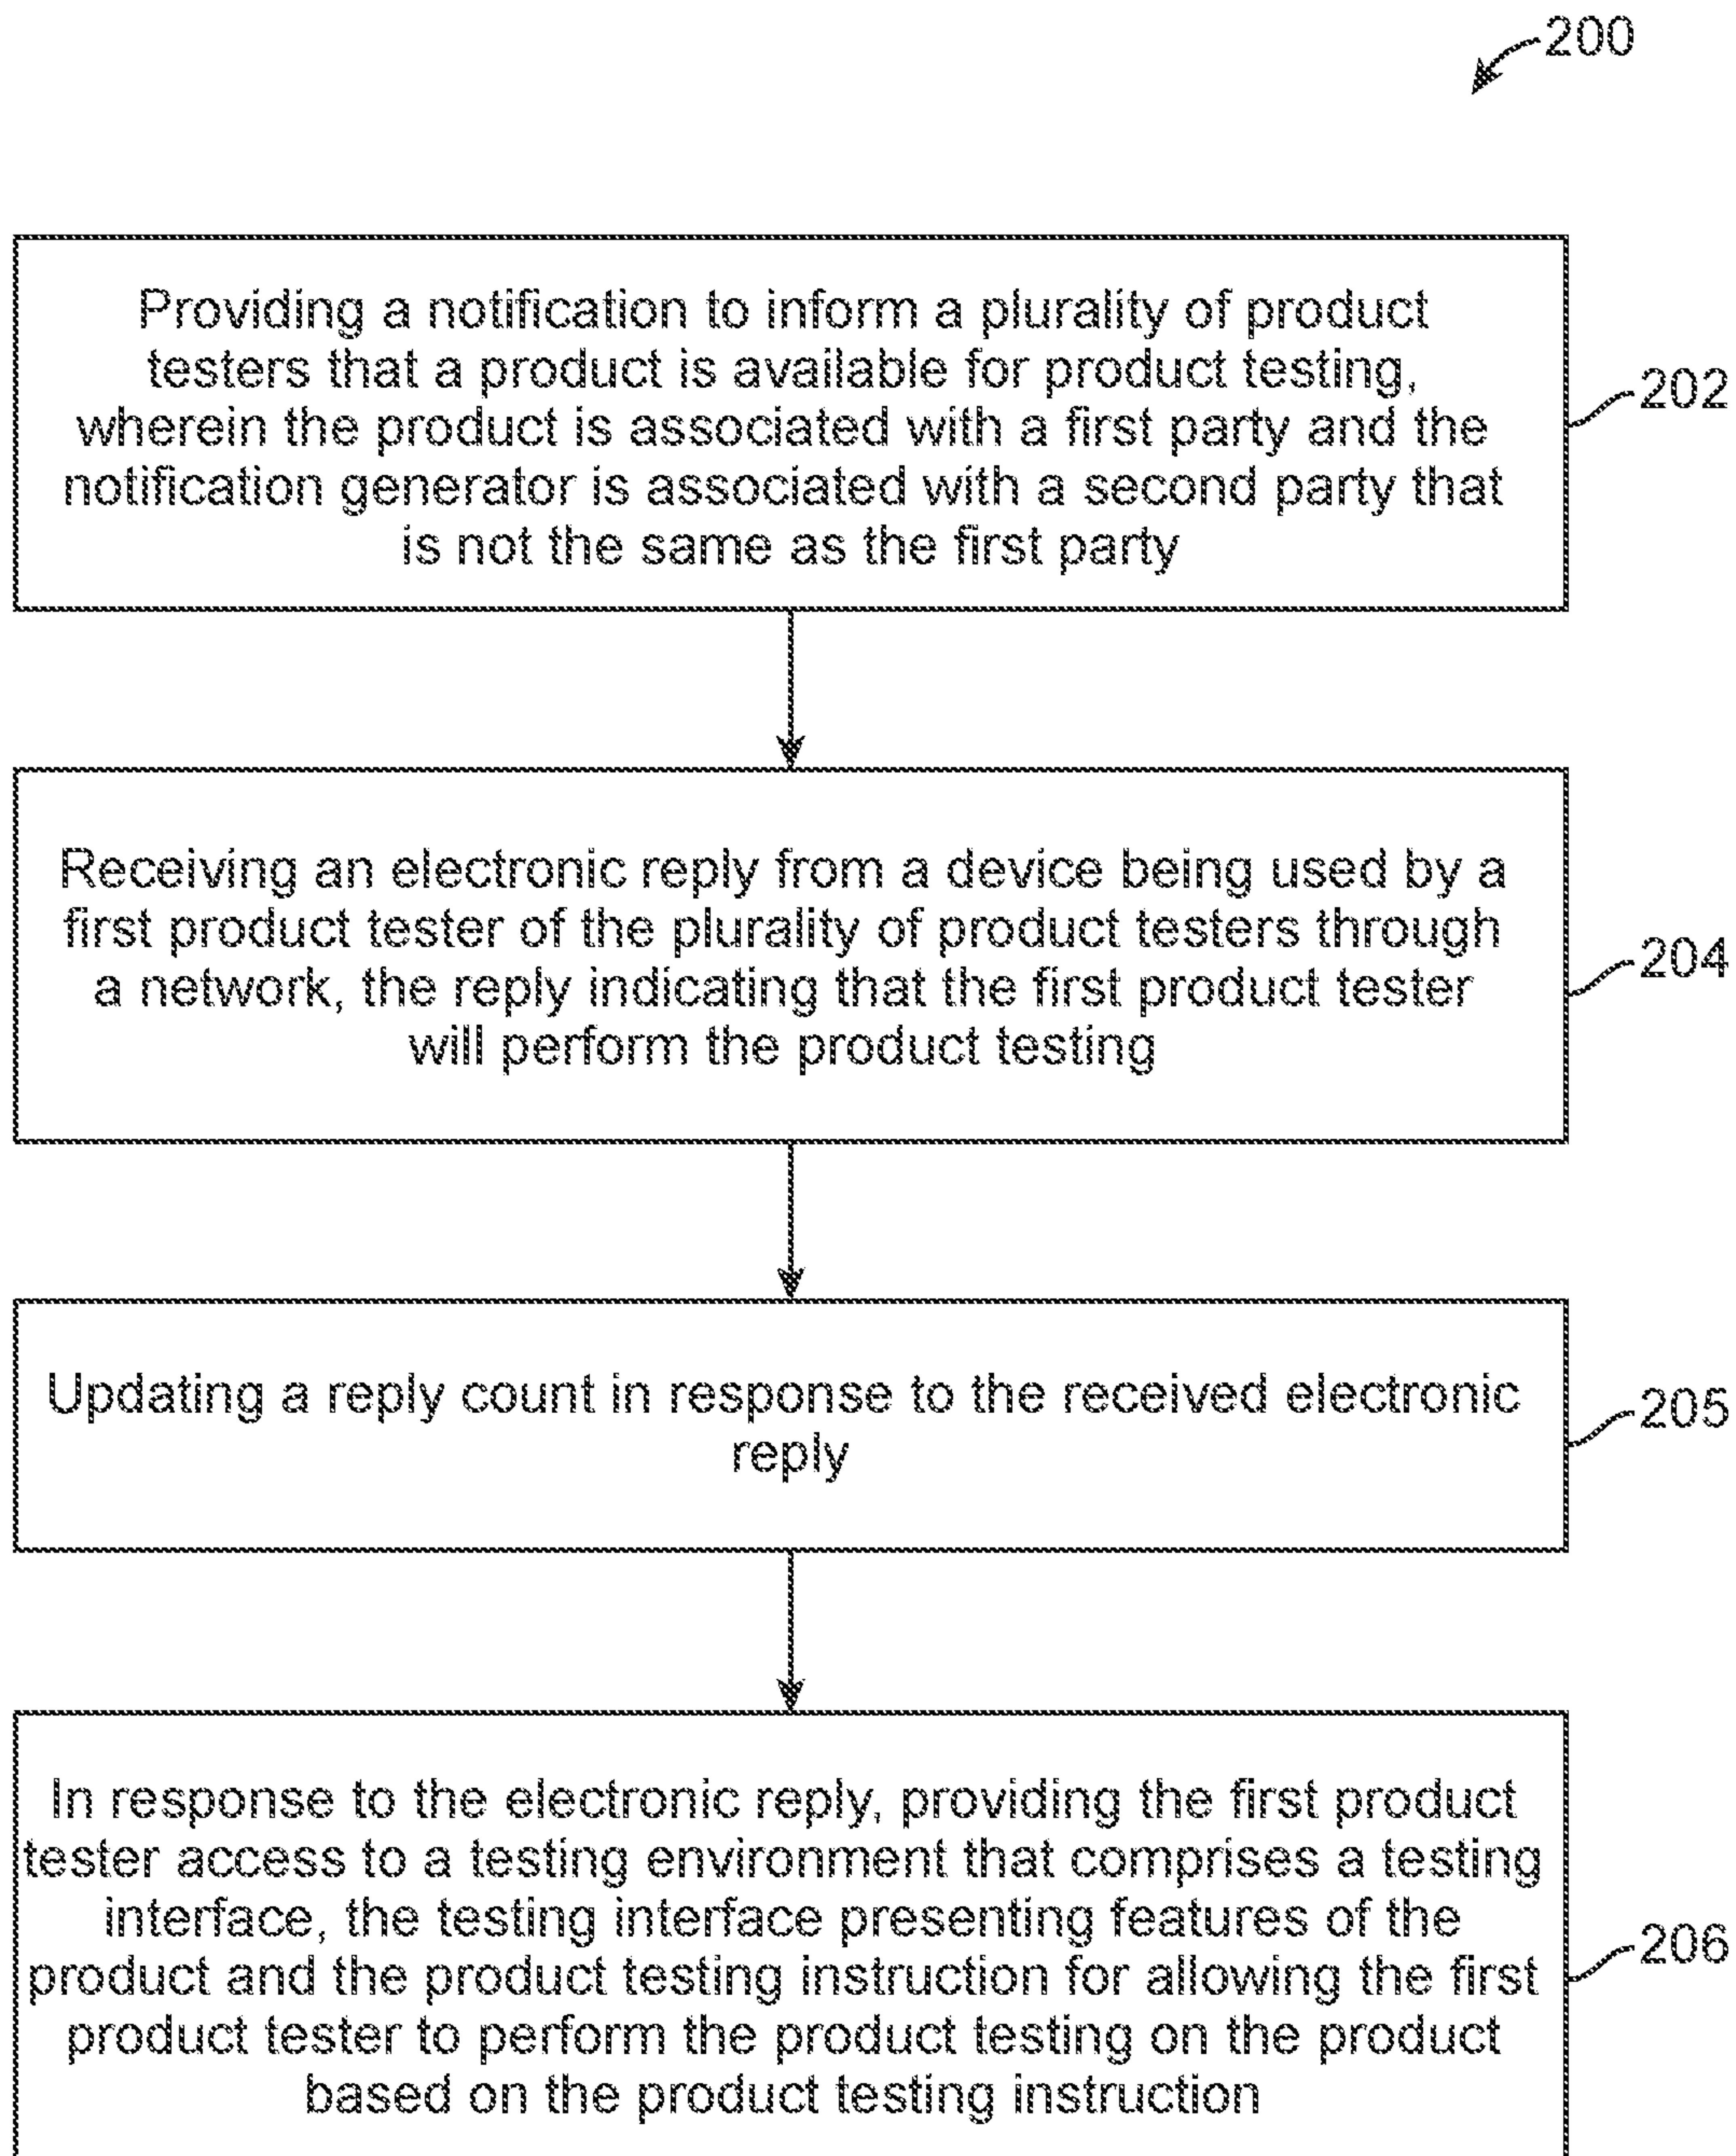 200
Providing a notification to inform a plurality of product
testers that a product is available for product testing,
wherein the product is associated with a first party and the
notification generator is associated with a second party that
is not the same as the first party
202
Receiving an electronic reply from a device being used by a
first product tester of the plurality of product testers through
a network, the reply indicating that the first product tester
will perform the product testing
204
Updating a reply count in response to the received electronic
reply
205
In response to the electronic reply, providing the first product
tester access to a testing environment that comprises a testing
interface, the testing interface presenting features of the
product and the product testing instruction for allowing the first
product tester to perform the product testing on the product
based on the product testing instruction
206